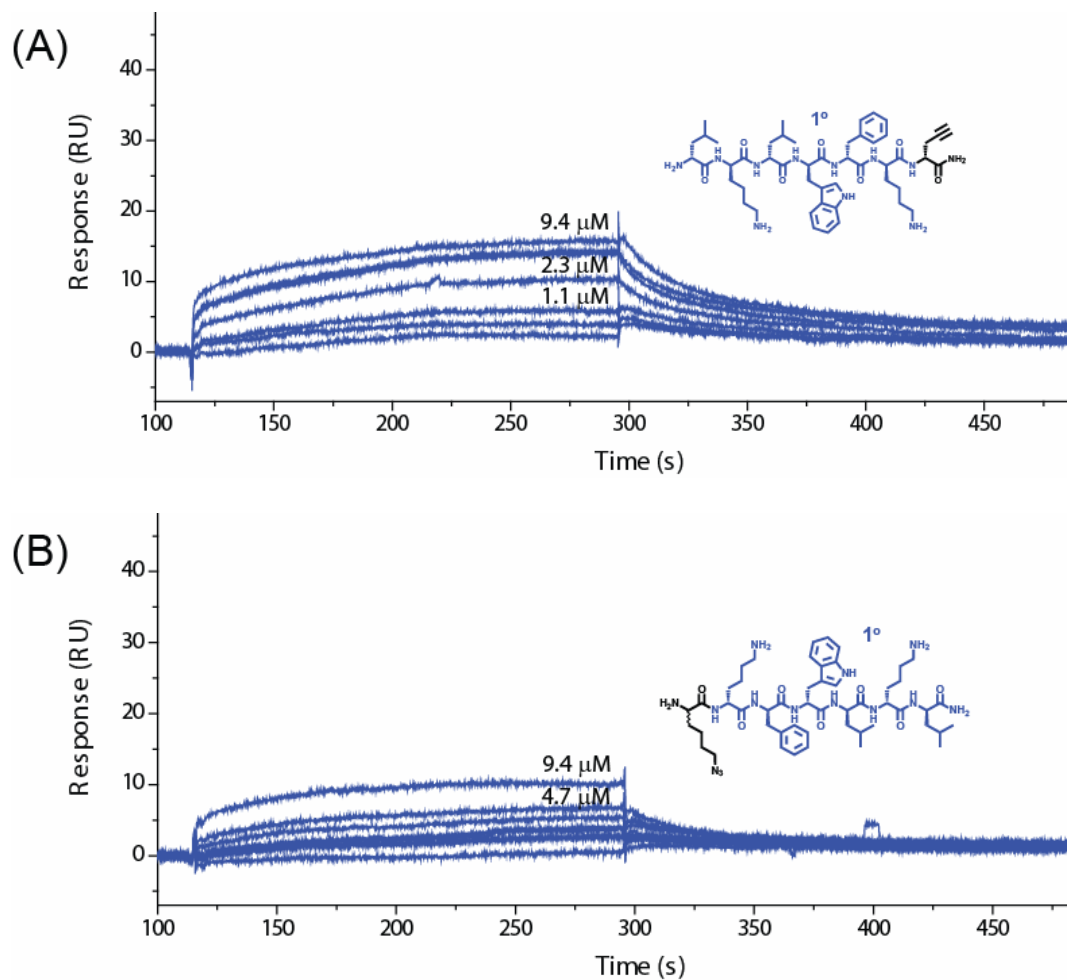 (A)
Response (RU)
40
30
20
10
0
9.4 μM
2.3 μM
1.1 μM
1º
H₂N
O
H
N
O
N
H
O
H
N
O
N
H
O
H
N
O
N
H
O
NH₂
NH₂
NH
NH₂
100
150
200
250
300
350
400
450
Time (s)
(B)
Response (RU)
40
30
20
10
0
9.4 μM
4.7 μM
1º
NH₂
NH
NH₂
H₂N
O
H
N
O
N
H
O
H
N
O
N
H
O
H
N
O
N
H
O
NH₂
N₃
100
150
200
250
300
350
400
450
Time (s)